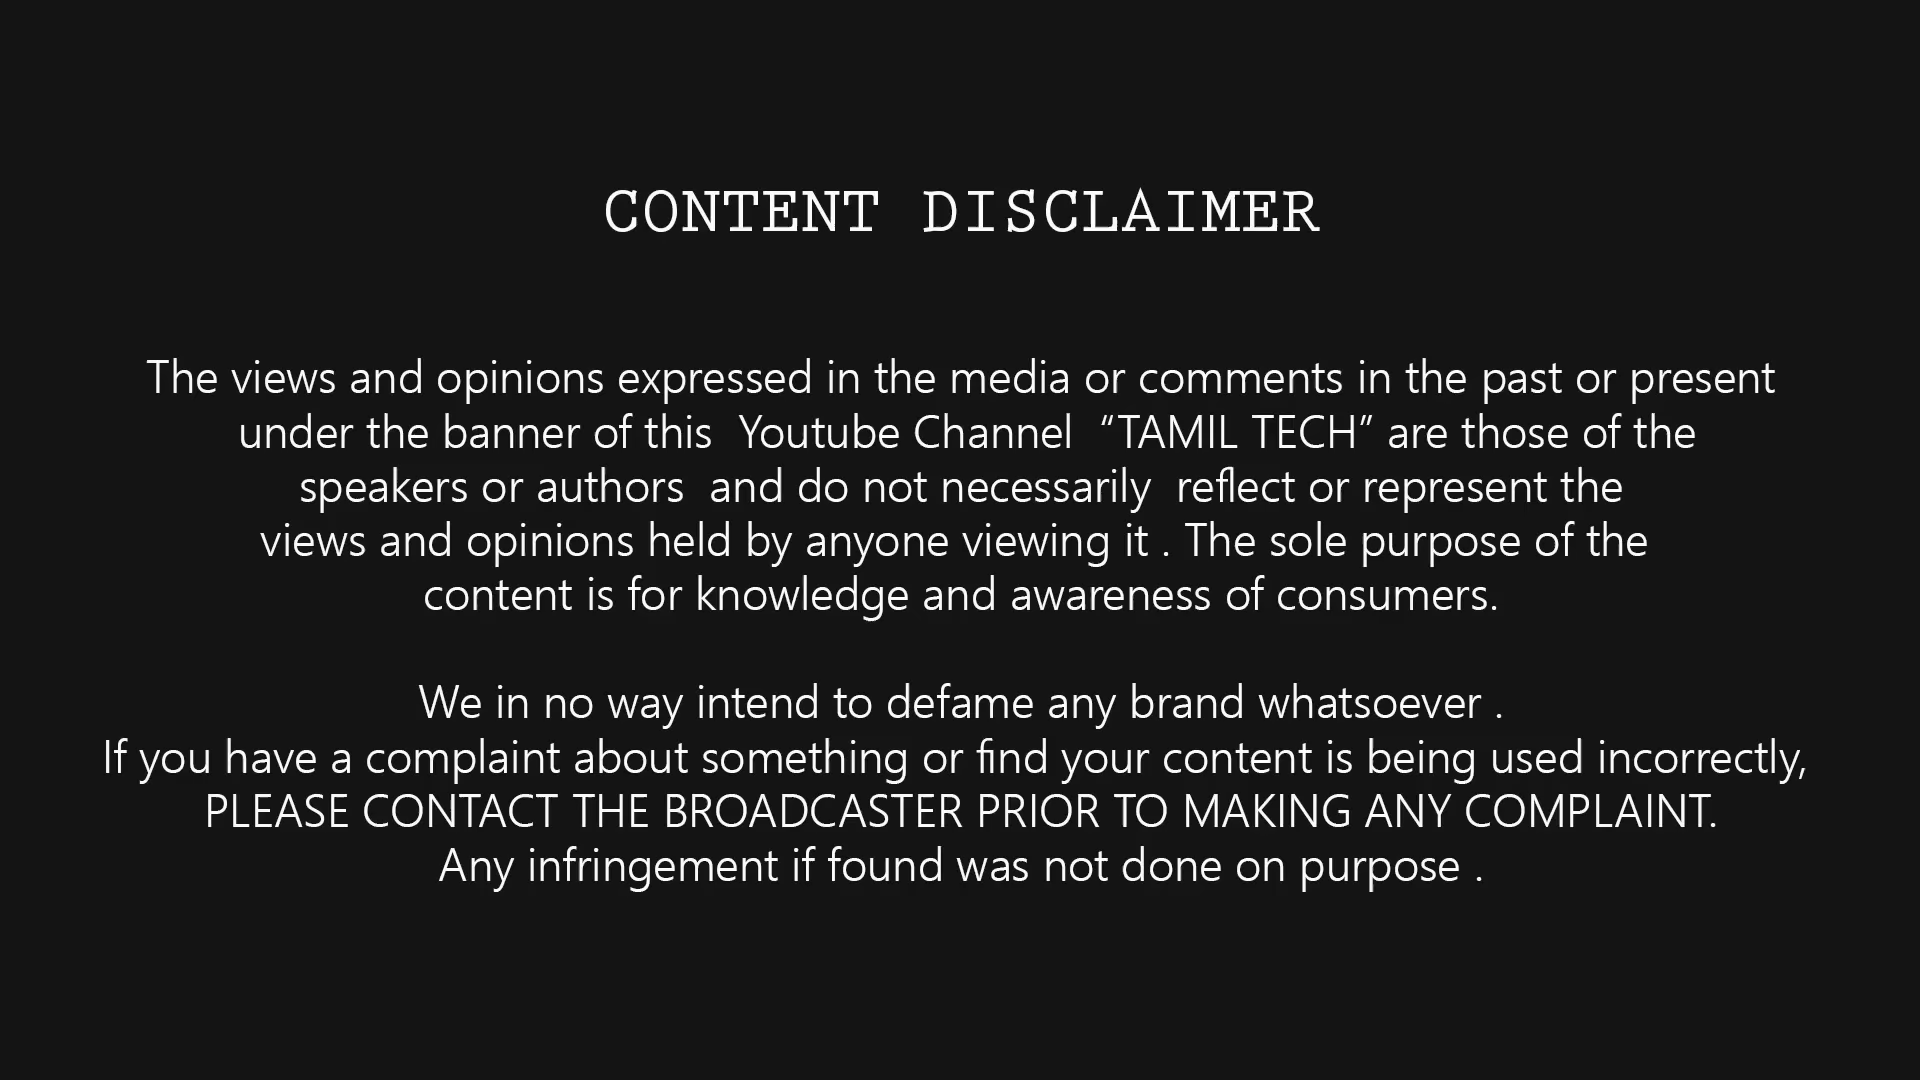 CONTENT DISCLAIMER
The views and opinions expressed in the media or comments in the past or present
under the banner of this  Youtube Channel  “TAMIL TECH” are those of the
speakers or authors  and do not necessarily  reflect or represent the
views and opinions held by anyone viewing it . The sole purpose of the
content is for knowledge and awareness of consumers.
We in no way intend to defame any brand whatsoever .
If you have a complaint about something or find your content is being used incorrectly,
PLEASE CONTACT THE BROADCASTER PRIOR TO MAKING ANY COMPLAINT.
Any infringement if found was not done on purpose .